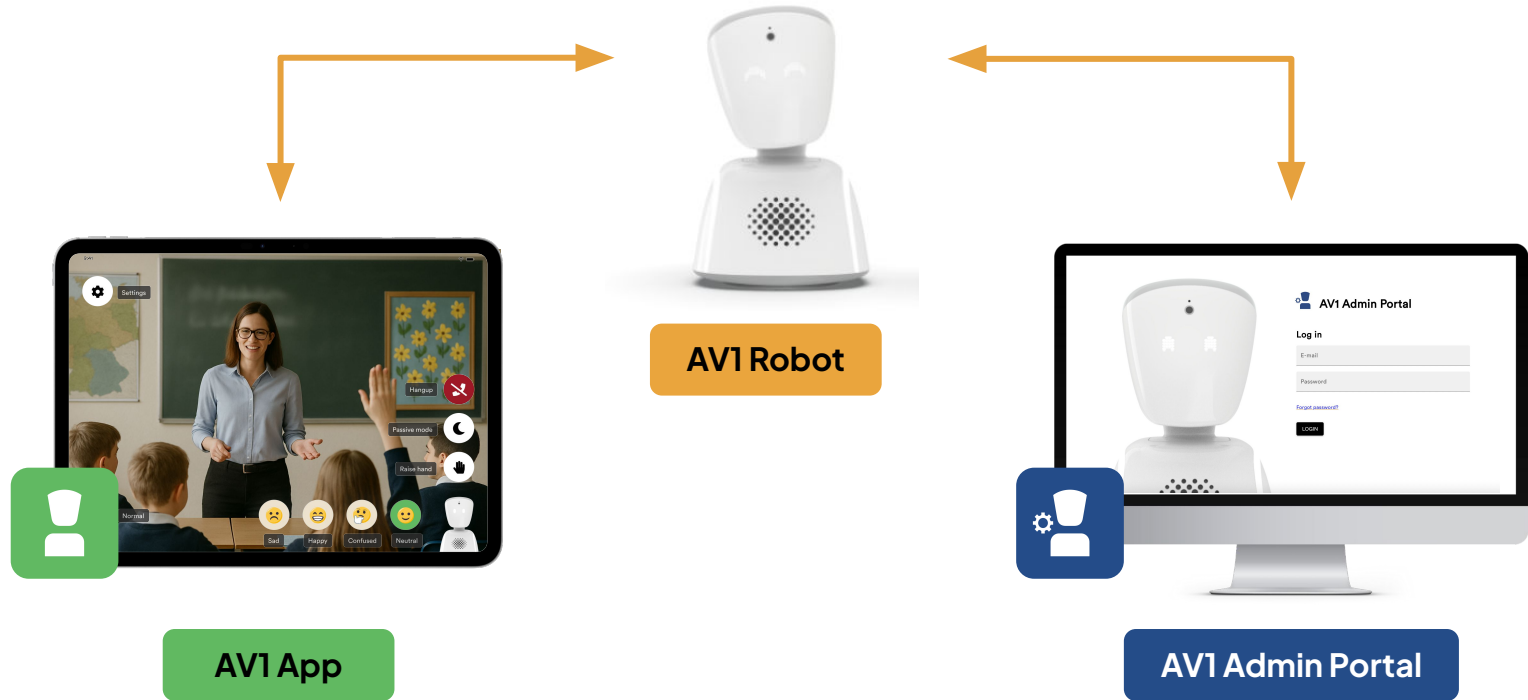 AV1 Robot
Settings
Hangup
Passive mode
Raise hand
Normal
Sad
Happy
Confused
Neutral
AV1 App
AV1 Admin Portal
Log in
E-mail
Password
Forgot password?
LOGIN
AV1 Admin Portal